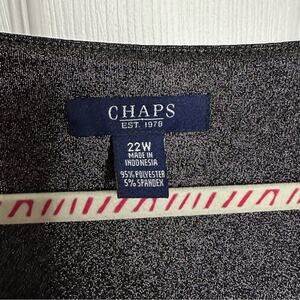 CHAPS
EST. 1978
22W
MADE IN
INDONESIA
95% POLYESTER
5% SPANDEX